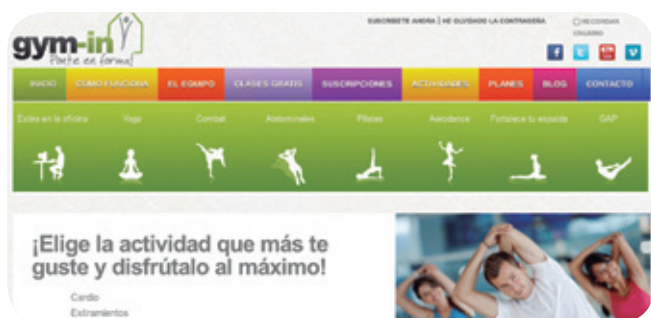 SUSCRIBETE AHORA | HE OLVIDADO LA CONTRASEÑA
RECORDAR
USUARIO
gym-in
Ponte en forma!
INICIO COMO FUNCIONA EL EQUIPO CLASES GRATIS SUSCRIPCIONES ACTIVIDADES PLANES BLOG CONTACTO
Estira en la oficina Yoga Combat Abdominales Pilates Aerodance Fortalece tu espalda GAP
¡Elige la actividad que más te
guste y disfrútalo al máximo!
Cardio
Estiramientos